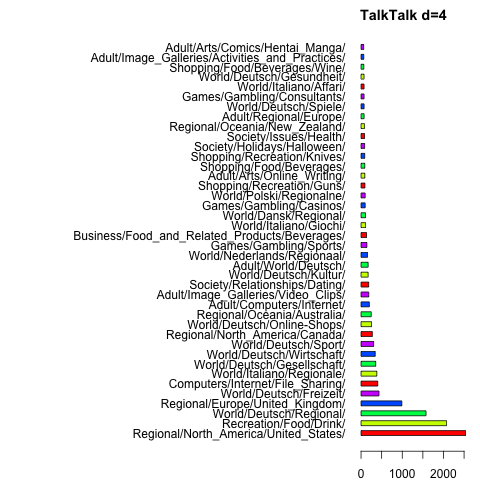 TalkTalk d=4
Adult/Arts/Comics/Hentai_Manga/
Adult/Image_Galleries/Activities_and_Practices/
Shopping/Food/Beverages/Wine/
World/Deutsch/Gesundheit/
World/Italiano/Affari/
Games/Gambling/Consultants/
World/Deutsch/Spiele/
Adult/Regional/Europe/
Regional/Oceania/New_Zealand/
Society/Issues/Health/
Society/Holidays/Halloween/
Shopping/Recreation/Knives/
Shopping/Food/Beverages/
Adult/Arts/Online_Writing/
Shopping/Recreation/Guns/
World/Polski/Regionalne/
Games/Gambling/Casinos/
World/Dansk/Regional/
World/Italiano/Giochi/
Business/Food_and_Related_Products/Beverages/
Games/Gambling/Sports/
World/Nederlands/Regionaal/
Adult/World/Deutsch/
World/Deutsch/Kultur/
Society/Relationships/Dating/
Adult/Image_Galleries/Video_Clips/
Adult/Computers/Internet/
Regional/Oceania/Australia/
World/Deutsch/Online-Shops/
Regional/North_America/Canada/
World/Deutsch/Sport/
World/Deutsch/Wirtschaft/
World/Deutsch/Gesellschaft/
World/Italiano/Regionale/
Computers/Internet/File_Sharing/
World/Deutsch/Freizeit/
Regional/Europe/United_Kingdom/
World/Deutsch/Regional/
Recreation/Food/Drink/
Regional/North_America/United_States/
0 1000 2000